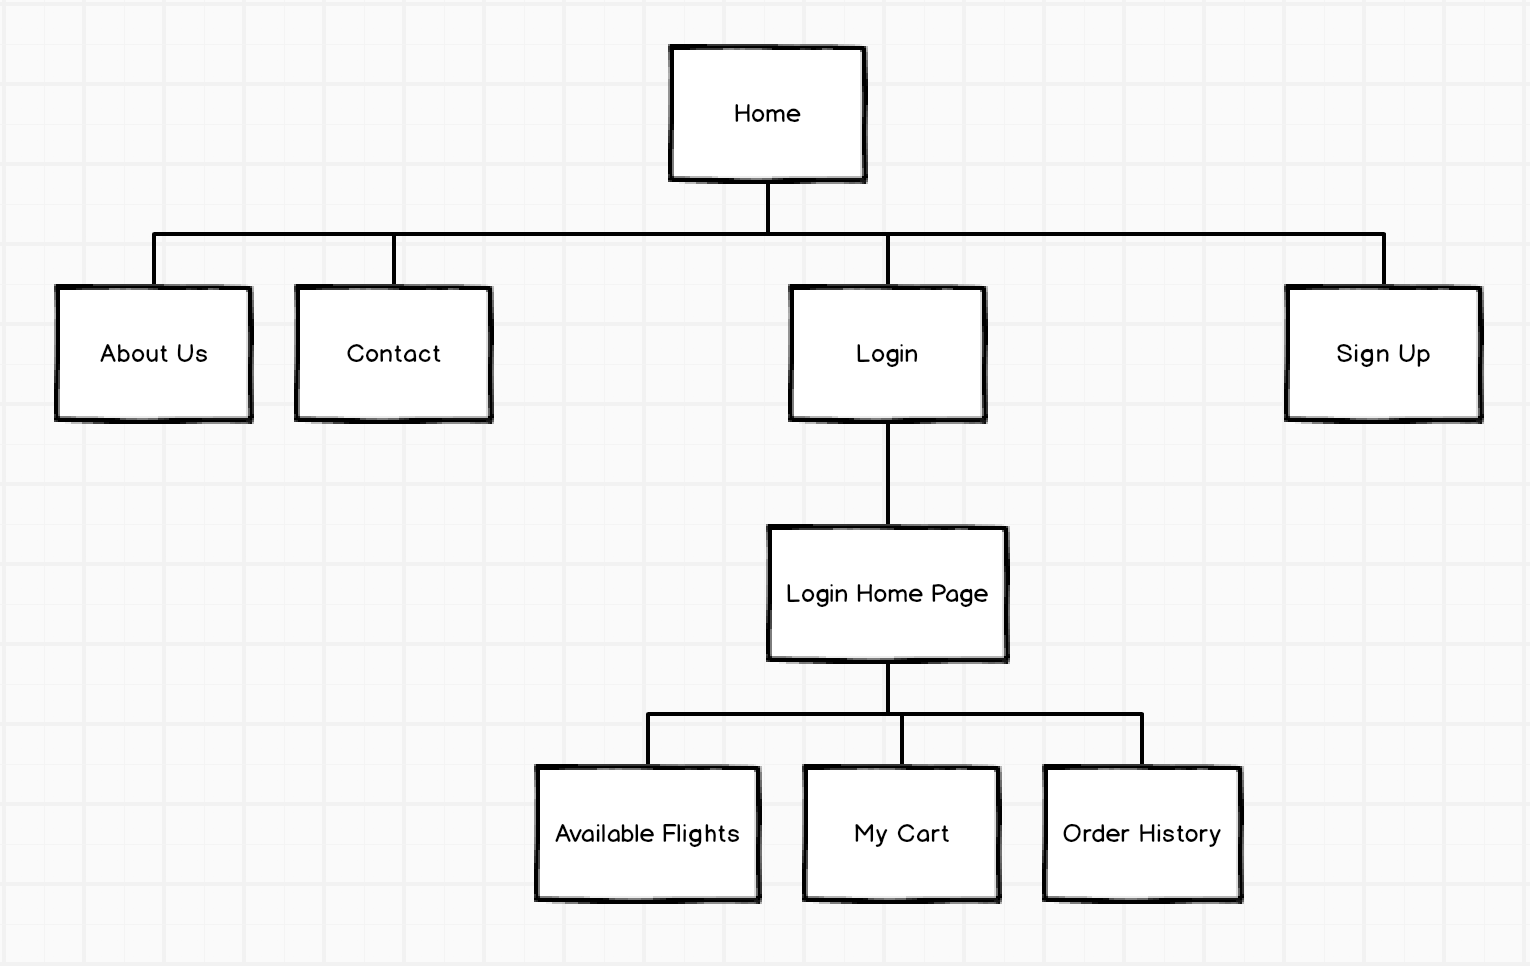 Home
About Us
Contact
Login
Sign Up
Login Home Page
Available Flights
My Cart
Order History